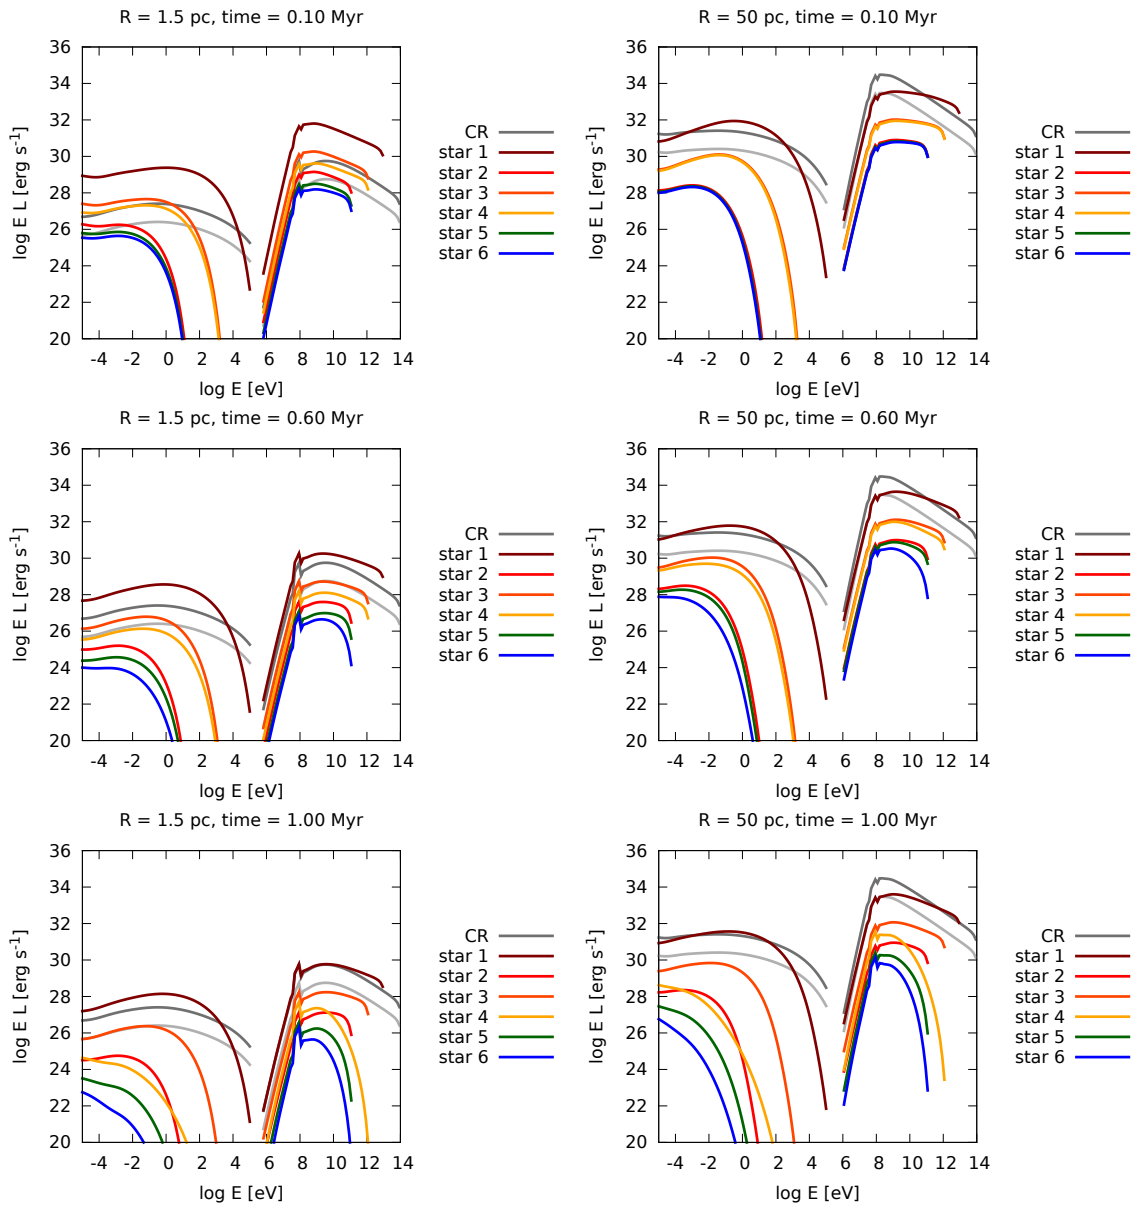 R = 1.5 pc, time = 0.10 Myr
36
34
32
30
28
26
24
22
20
log E L [erg s-1]
-4 -2 0 2 4 6 8 10 12 14
log E [eV]
CR
star 1
star 2
star 3
star 4
star 5
star 6
R = 50 pc, time = 0.10 Myr
36
34
32
30
28
26
24
22
20
log E L [erg s-1]
-4 -2 0 2 4 6 8 10 12 14
log E [eV]
CR
star 1
star 2
star 3
star 4
star 5
star 6
R = 1.5 pc, time = 0.60 Myr
36
34
32
30
28
26
24
22
20
log E L [erg s-1]
-4 -2 0 2 4 6 8 10 12 14
log E [eV]
CR
star 1
star 2
star 3
star 4
star 5
star 6
R = 50 pc, time = 0.60 Myr
36
34
32
30
28
26
24
22
20
log E L [erg s-1]
-4 -2 0 2 4 6 8 10 12 14
log E [eV]
CR
star 1
star 2
star 3
star 4
star 5
star 6
R = 1.5 pc, time = 1.00 Myr
36
34
32
30
28
26
24
22
20
log E L [erg s-1]
-4 -2 0 2 4 6 8 10 12 14
log E [eV]
CR
star 1
star 2
star 3
star 4
star 5
star 6
R = 50 pc, time = 1.00 Myr
36
34
32
30
28
26
24
22
20
log E L [erg s-1]
-4 -2 0 2 4 6 8 10 12 14
log E [eV]
CR
star 1
star 2
star 3
star 4
star 5
star 6